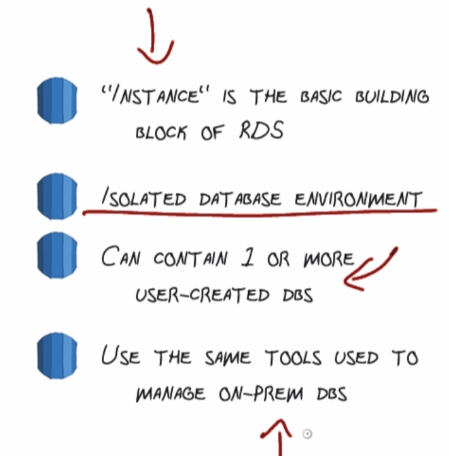 "INSTANCE" IS THE BASIC BUILDING
BLOCK OF RDS
ISOLATED DATABASE ENVIRONMENT
CAN CONTAIN 1 OR MORE
USER-CREATED DBS
USE THE SAME TOOLS USED TO
MANAGE ON-PREM DBS